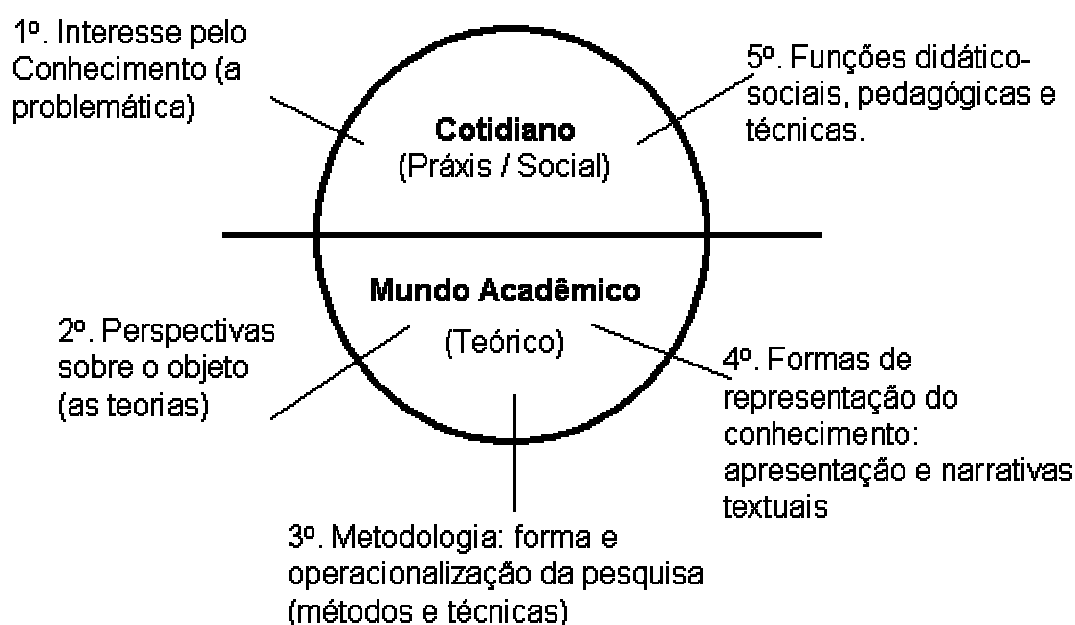 1º. Interesse pelo
Conhecimento (a
problemática)
5º. Funções didático-
sociais, pedagógicas e
técnicas.
Cotidiano
(Práxis / Social)
Mundo Acadêmico
(Teórico)
2º. Perspectivas
sobre o objeto
(as teorias)
3º. Metodologia: forma e
operacionalização da pesquisa
(métodos e técnicas)
4º. Formas de
representação do
conhecimento:
apresentação e narrativas
textuais